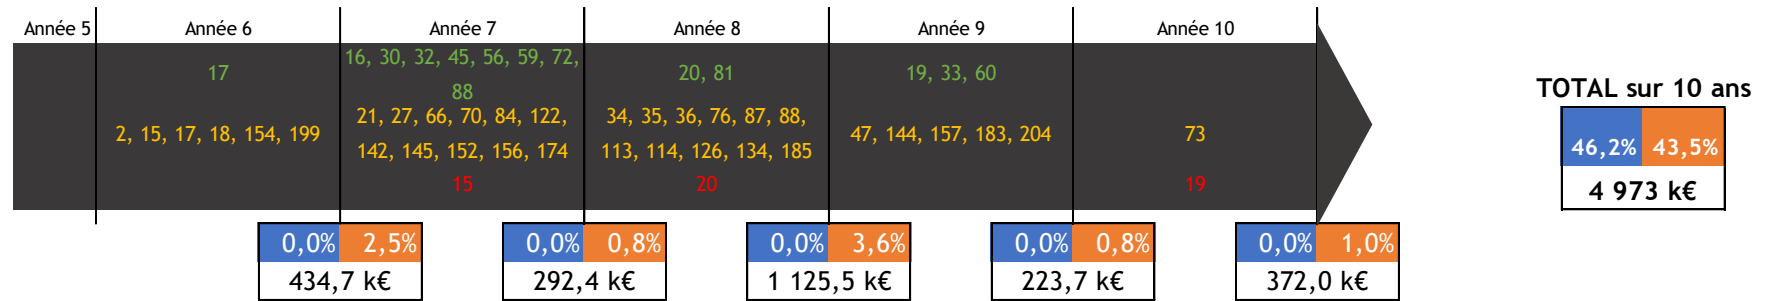 Année 5
Année 6
Année 7
Année 8
Année 9
Année 10
17
16, 30, 32, 45, 56, 59, 72,
88
20, 81
19, 33, 60
2, 15, 17, 18, 154, 199
21, 27, 66, 70, 84, 122,
142, 145, 152, 156, 174
34, 35, 36, 76, 87, 88,
113, 114, 126, 134, 185
47, 144, 157, 183, 204
73
15
20
19
0,0% 2,5%
434,7 k€
0,0% 0,8%
292,4 k€
0,0% 3,6%
1 125,5 k€
0,0% 0,8%
223,7 k€
0,0% 1,0%
372,0 k€
TOTAL sur 10 ans
46,2% 43,5%
4 973 k€